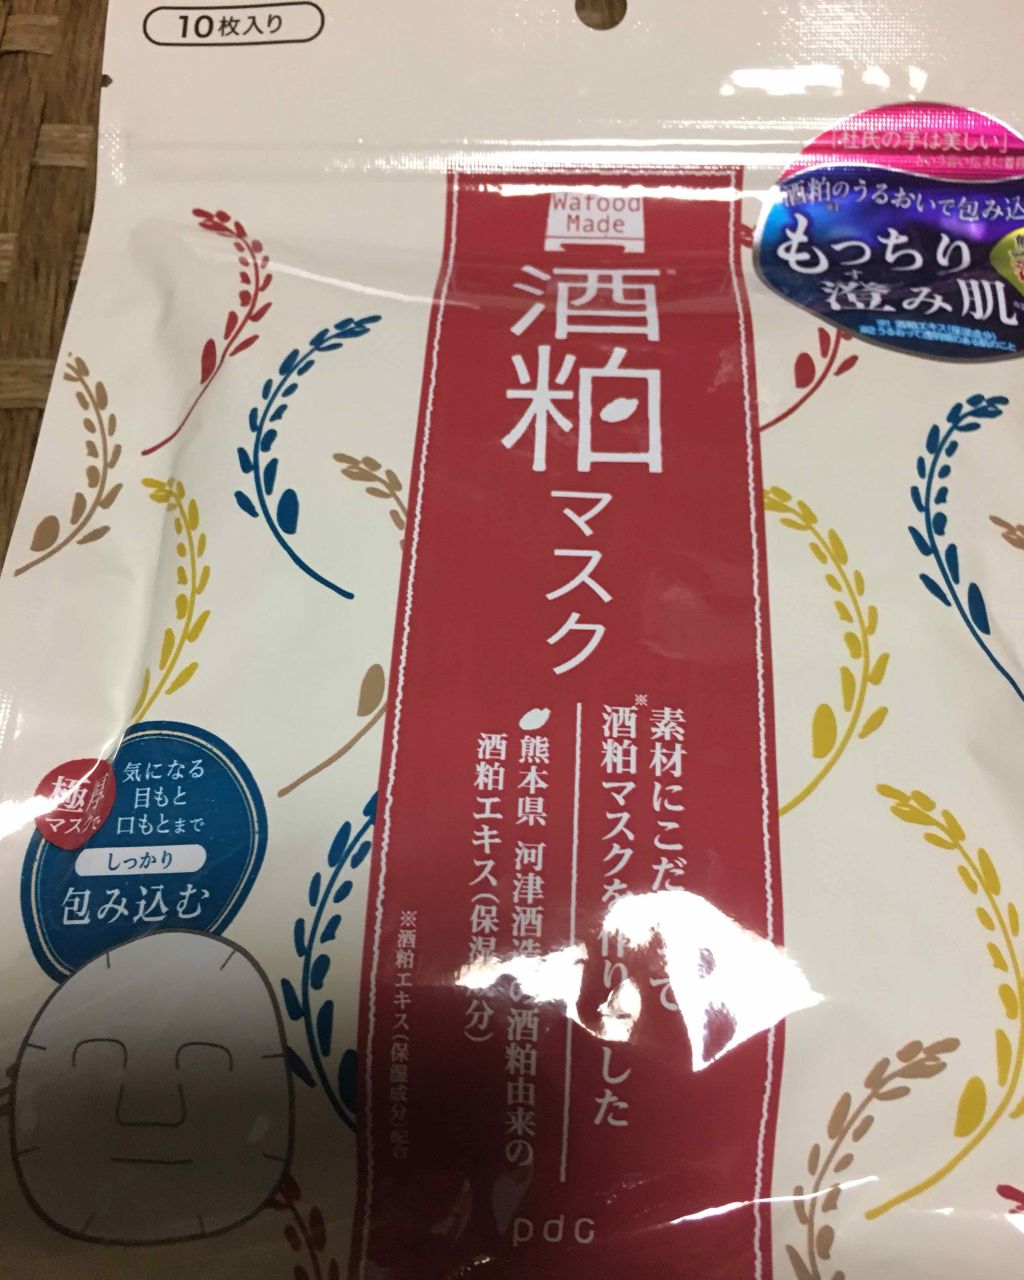 10枚入り
「杜氏の手は美しい」
酒粕のうるおいで包み込
もっちり
澄み肌
Wafood
Made
酒粕
マスク
素材にこだ て
※酒粕マスクを作り した
熊本県 河津酒造の酒粕由来の
酒粕エキス(保湿成分)
※酒粕エキス(保湿成分)配合
極厚
マスクで
気になる
目もと
口もとまで
しっかり
包み込む
pdc